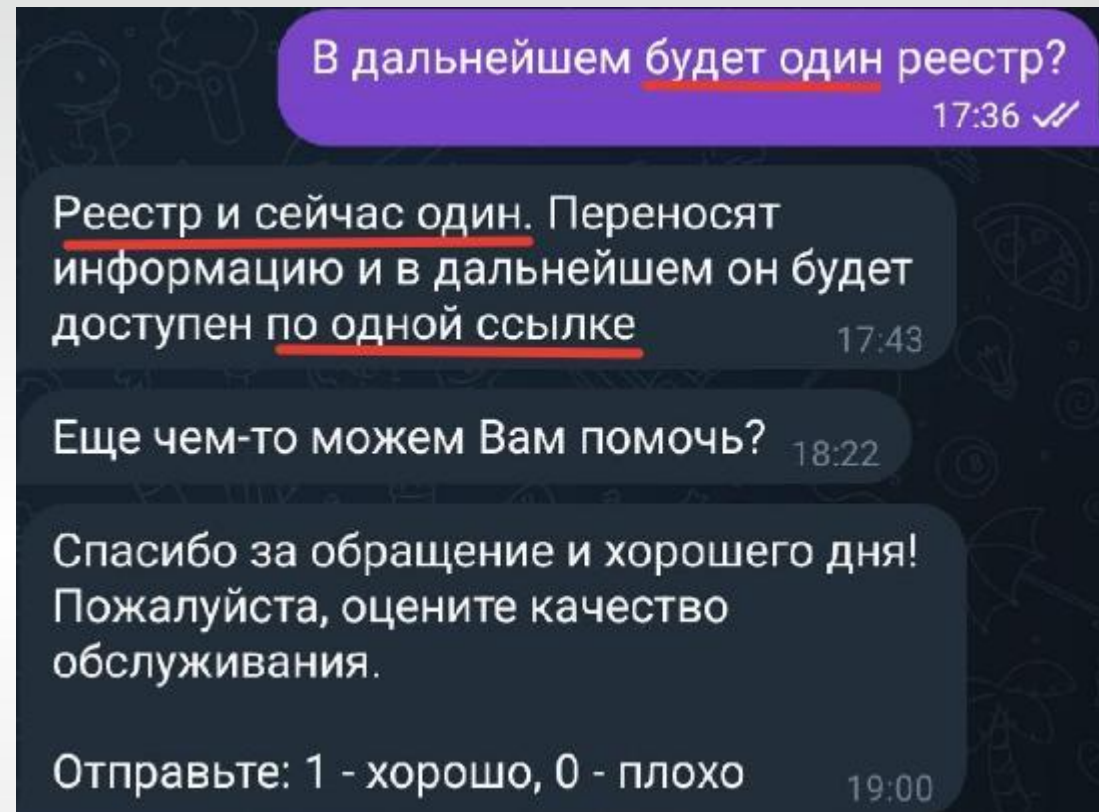 В дальнейшем будет один реестр?
17:36
Реестр и сейчас один. Переносят
информацию и в дальнейшем он будет
доступен по одной ссылке
17:43
Еще чем-то можем Вам помочь?
18:22
Спасибо за обращение и хорошего дня!
Пожалуйста, оцените качество
обслуживания.
Отправьте: 1 - хорошо, 0 - плохо
19:00